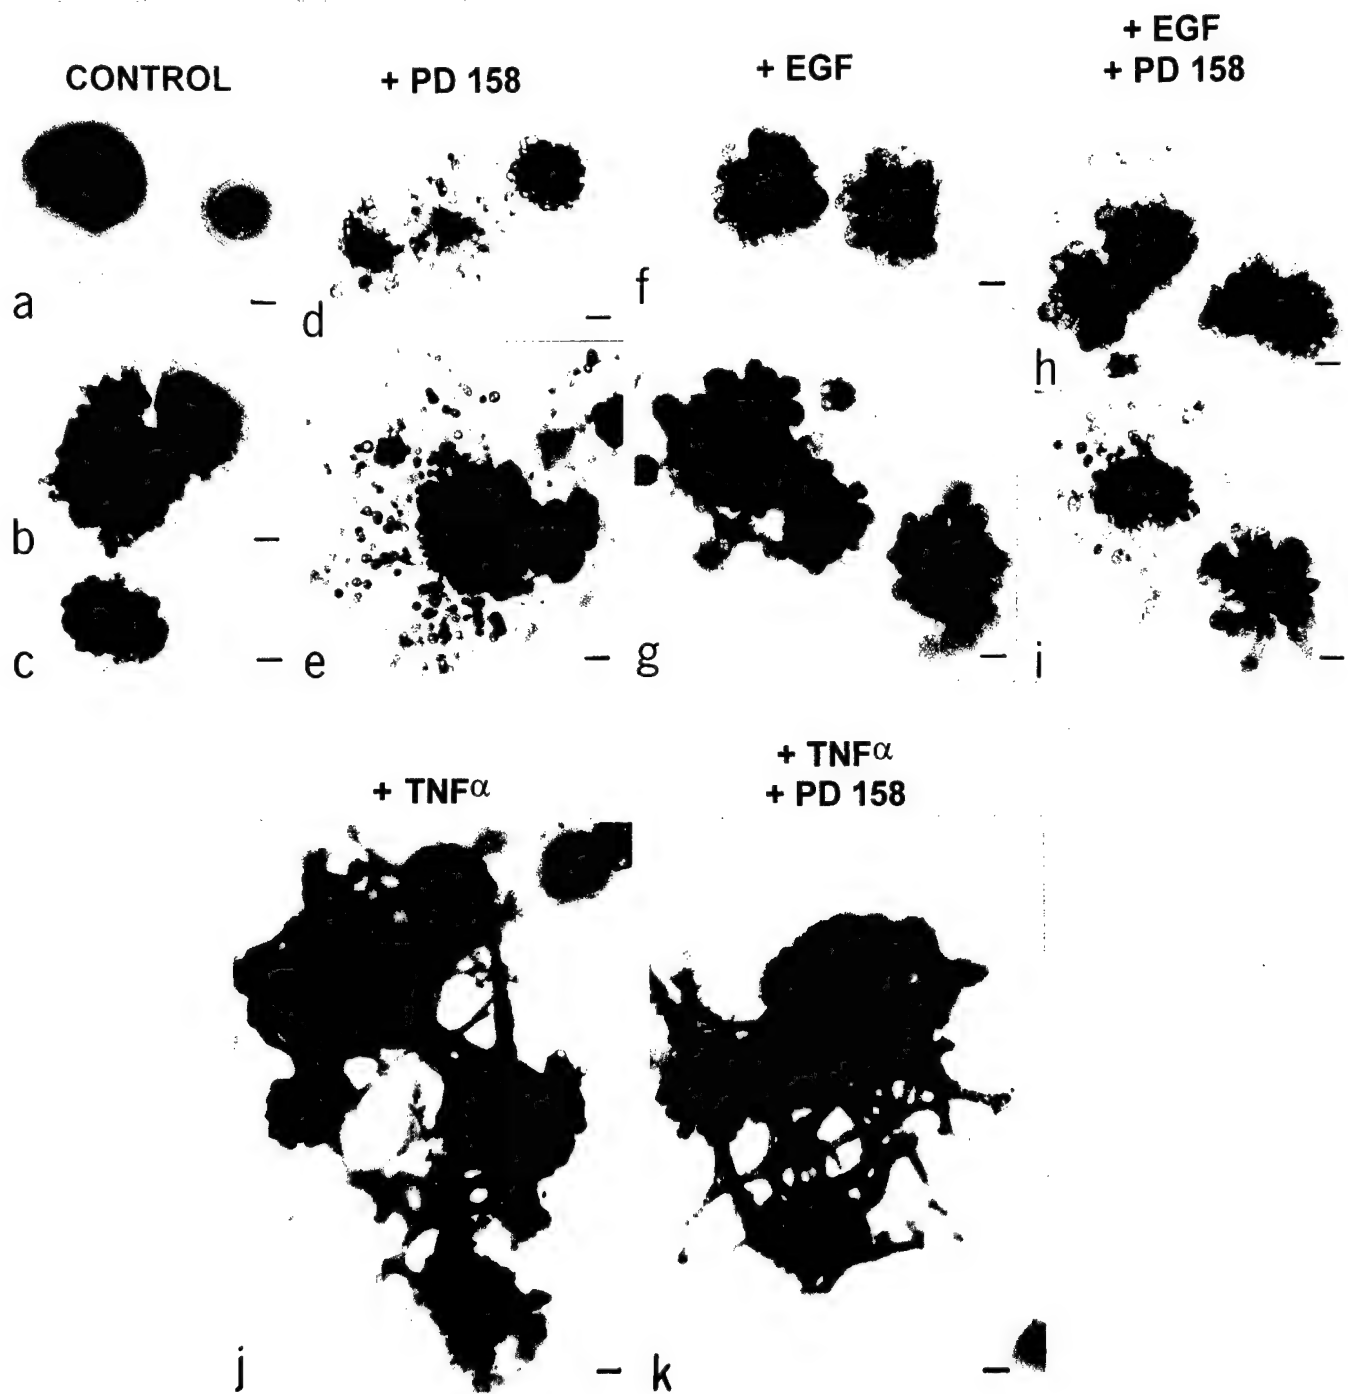 CONTROL
+ PD 158
+ EGF
+ EGF
+ PD 158
a
d
f
h
b
c
e
g
i
+ TNFα
+ TNFα
+ PD 158
j
k